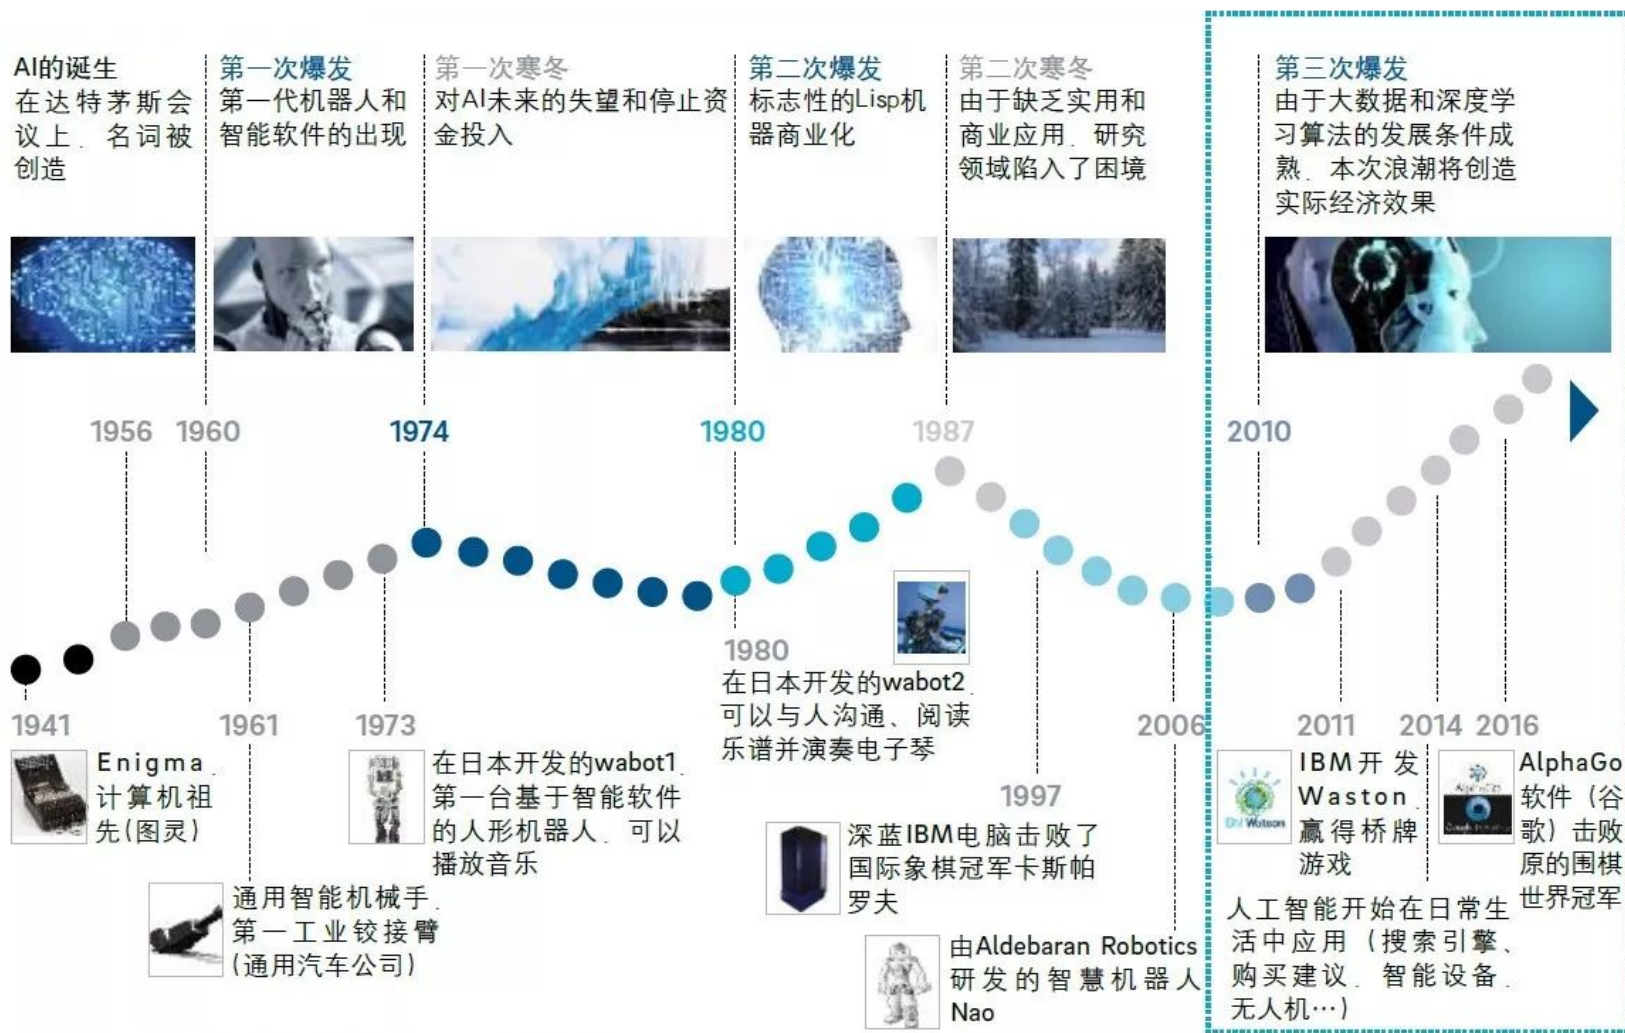 AI的诞生
在达特茅斯会
议上，名词被
创造
第一次爆发
第一代机器人和
智能软件的出现
第一次寒冬
对AI未来的失望和停止资
金投入
第二次爆发
标志性的Lisp机
器商业化
第二次寒冬
由于缺乏实用和
商业应用，研究
领域陷入了困境
第三次爆发
由于大数据和深度学
习算法的发展条件成
熟，本次浪潮将创造
实际经济效果
1956
1960
1974
1980
1987
2010
1941
Enigma，
计算机祖
先(图灵)
1961
通用智能机械手，
第一工业铰接臂
(通用汽车公司)
1973
在日本开发的wabot1，
第一台基于智能软件
的人形机器人，可以
播放音乐
1980
在日本开发的wabot2，
可以与人沟通、阅读
乐谱并演奏电子琴
1997
深蓝IBM电脑击败了
国际象棋冠军卡斯帕
罗夫
2006
由Aldebaran Robotics
研发的智慧机器人
Nao
2011
IBM Watson
IBM开发
Waston，
赢得桥牌
游戏
2014
人工智能开始在日常生
活中应用（搜索引擎、
购买建议，智能设备，
无人机…）
2016
AlphaGo
AlphaGo
软件（谷
歌）击败
原的围棋
世界冠军